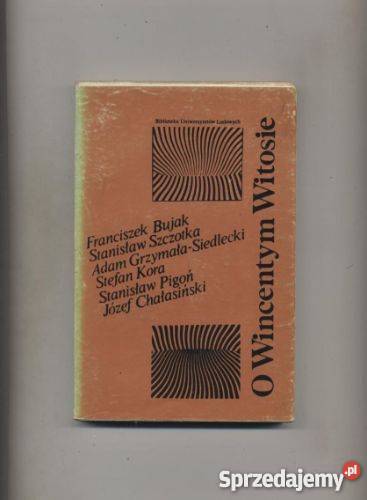 Biblioteka Uniwersytetów Ludowych
Franciszek Bujak
Stanisław Szczotka
Adam Grzymała-Siedlecki
Stefan Kora
Stanisław Pigoń
Józef Chałasiński
O Wincentym Witosie
Sprzedajemy.pl